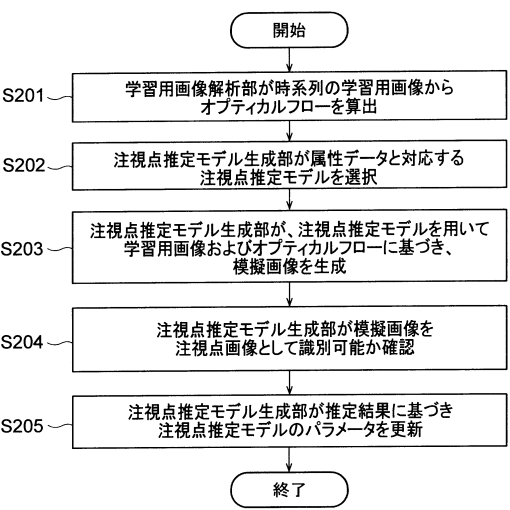 開始
S201
学習用画像解析部が時系列の学習用画像から
オプティカルフローを算出
S202
注視点推定モデル生成部が属性データと対応する
注視点推定モデルを選択
S203
注視点推定モデル生成部が、注視点推定モデルを用いて
学習用画像およびオプティカルフローに基づき、
模擬画像を生成
S204
注視点推定モデル生成部が模擬画像を
注視点画像として識別可能か確認
S205
注視点推定モデル生成部が推定結果に基づき
注視点推定モデルのパラメータを更新
終了